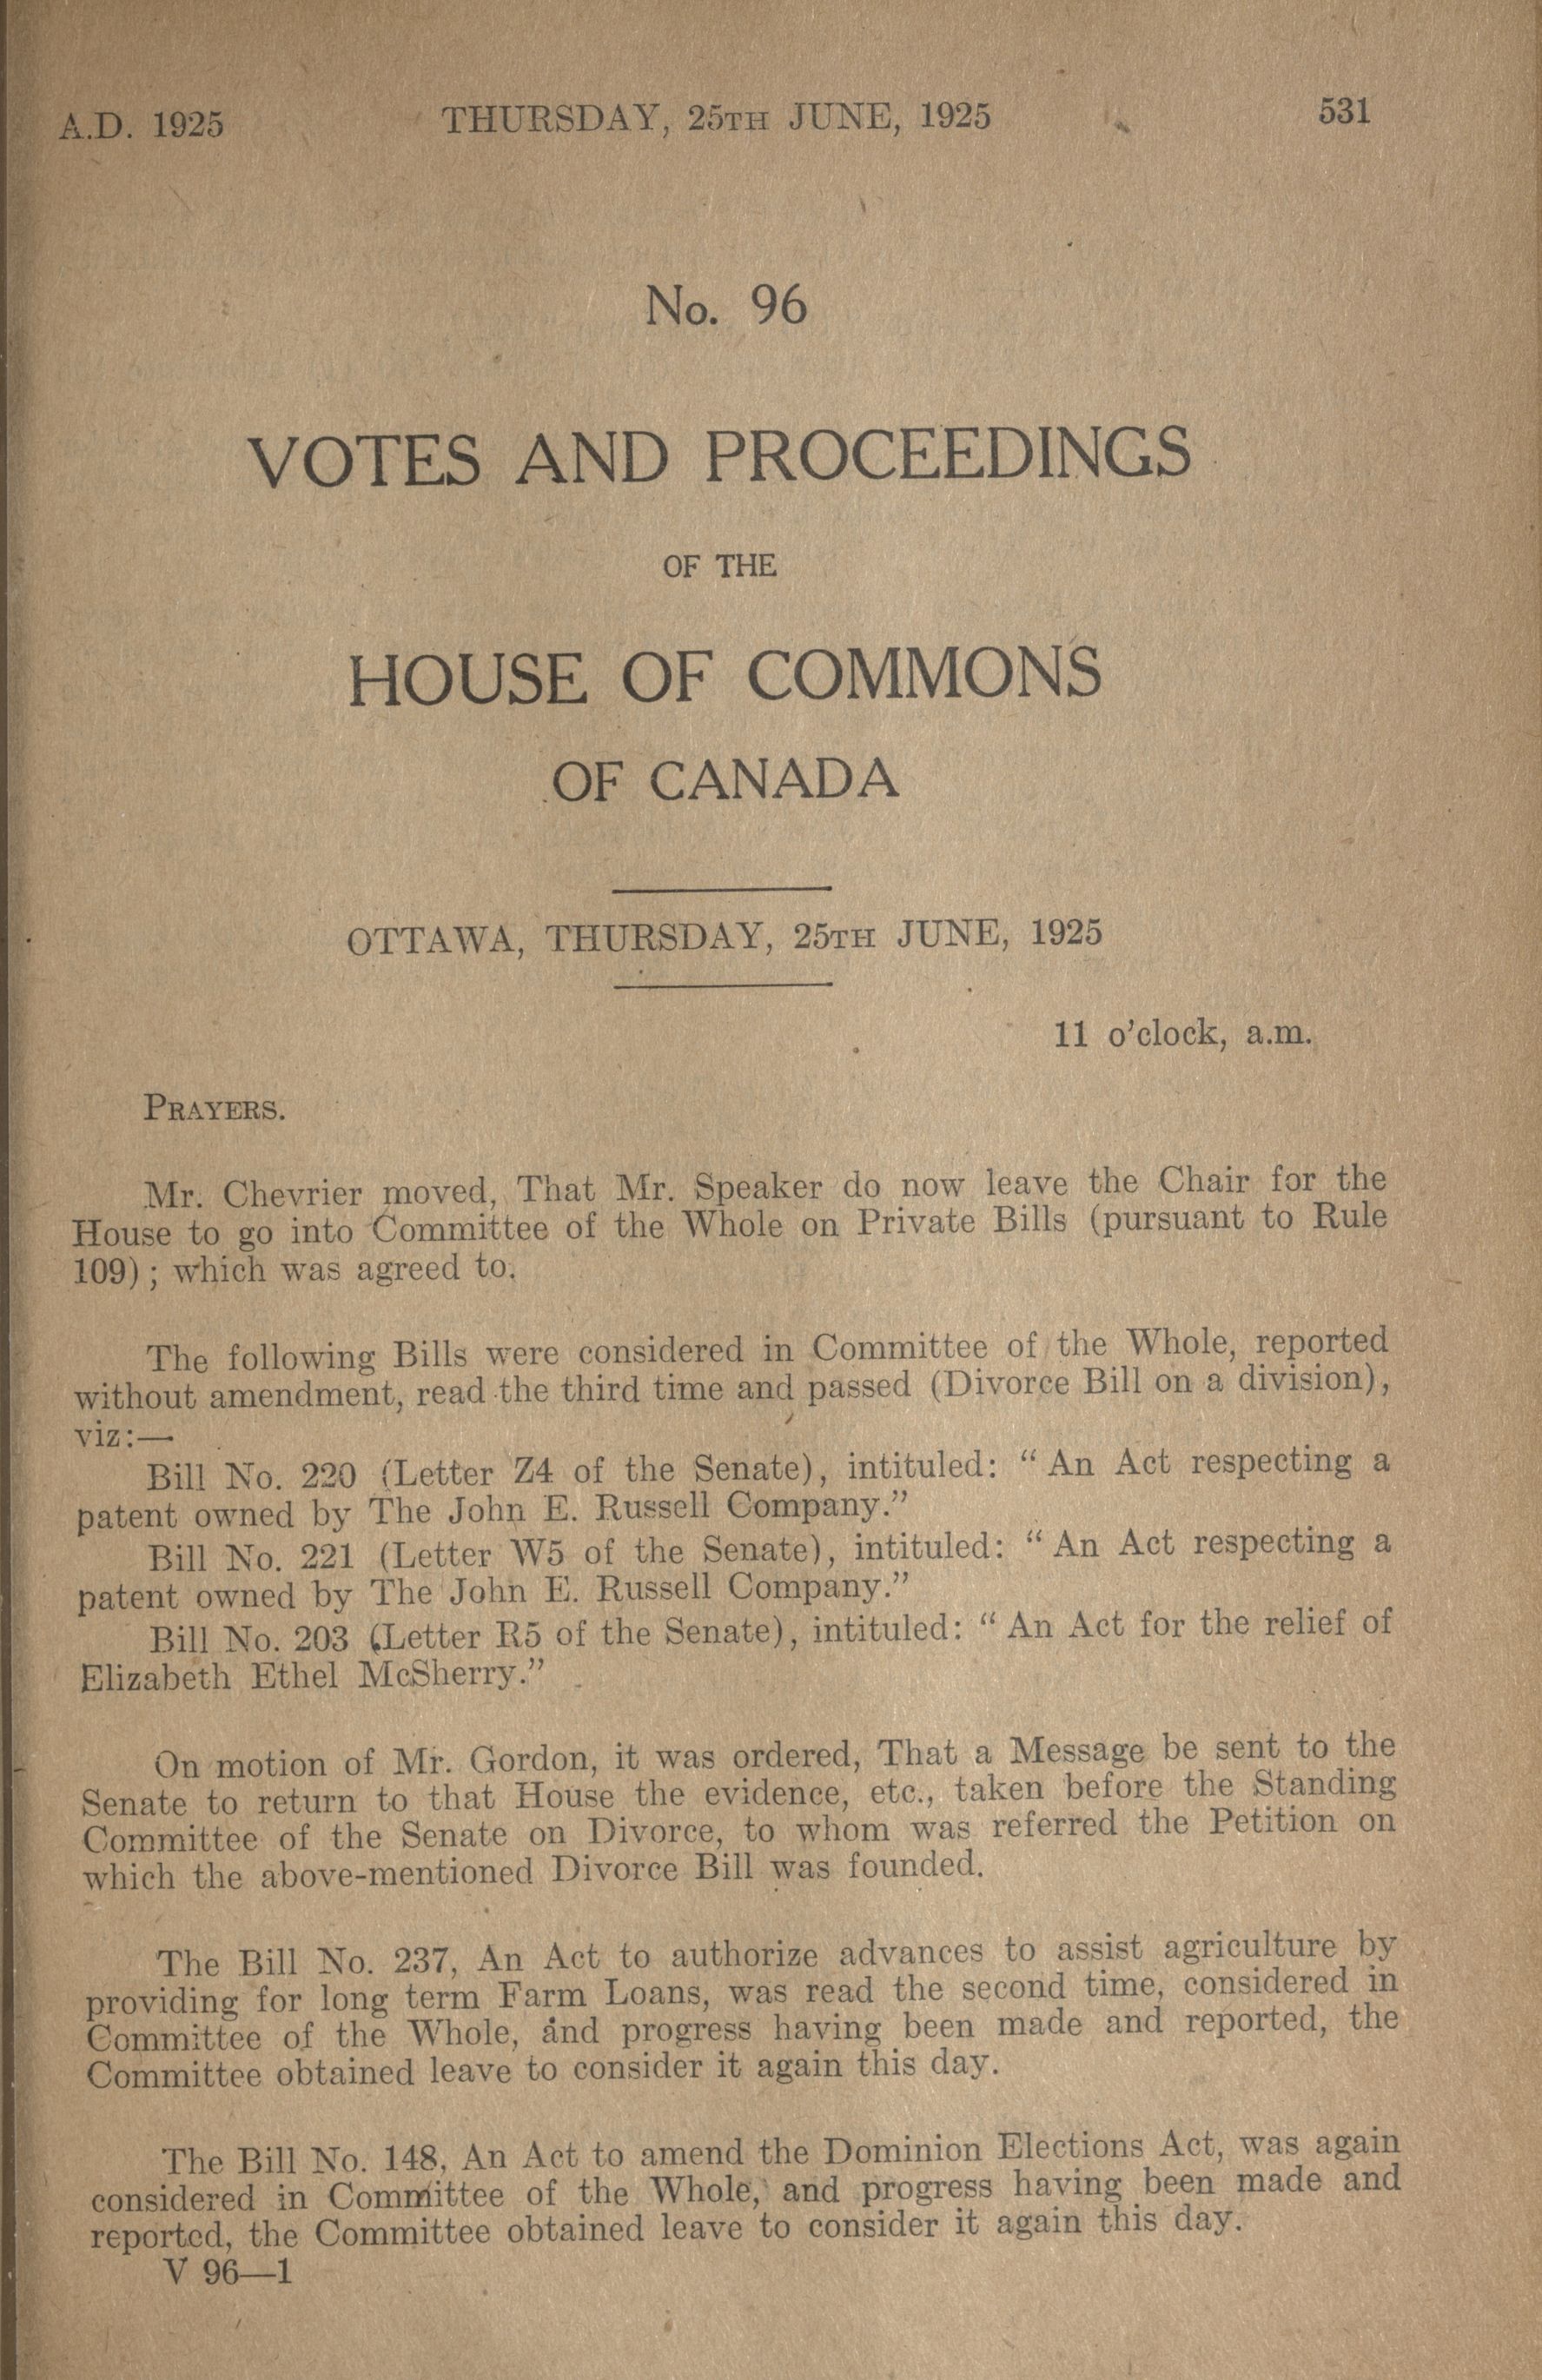 A.D. 1925 THURSDAY, 25TH JUNE, 1925 531
No. 96
VOTES AND PROCEEDINGS
OF THE
HOUSE OF COMMONS
OF CANADA
OTTAWA, THURSDAY, 25TH JUNE, 1925
11 o'clock, a.m.
PRAYERS.
Mr. Chevrier moved, That Mr. Speaker do now leave the Chair for the
House to go into Committee of the Whole on Private Bills (pursuant to Rule
109); which was agreed to.
The following Bills were considered in Committee of the Whole, reported
without amendment, read the third time and passed (Divorce Bill on a division),
viz:—
Bill No. 220 (Letter Z4 of the Senate), intituled: “An Act respecting a
patent owned by The John E. Russell Company.”
Bill No. 221 (Letter W5 of the Senate), intituled: “An Act respecting a
patent owned by The John E. Russell Company.”
Bill No. 203 (Letter R5 of the Senate), intituled: “An Act for the relief of
Elizabeth Ethel McSherry.”
On motion of Mr. Gordon, it was ordered, That a Message be sent to the
Senate to return to that House the evidence, etc., taken before the Standing
Committee of the Senate on Divorce, to whom was referred the Petition on
which the above-mentioned Divorce Bill was founded.
The Bill No. 237, An Act to authorize advances to assist agriculture by
providing for long term Farm Loans, was read the second time, considered in
Committee of the Whole, and progress having been made and reported, the
Committee obtained leave to consider it again this day.
The Bill No. 148, An Act to amend the Dominion Elections Act, was again
considered in Committee of the Whole, and progress having been made and
reported, the Committee obtained leave to consider it again this day.
V 96—1